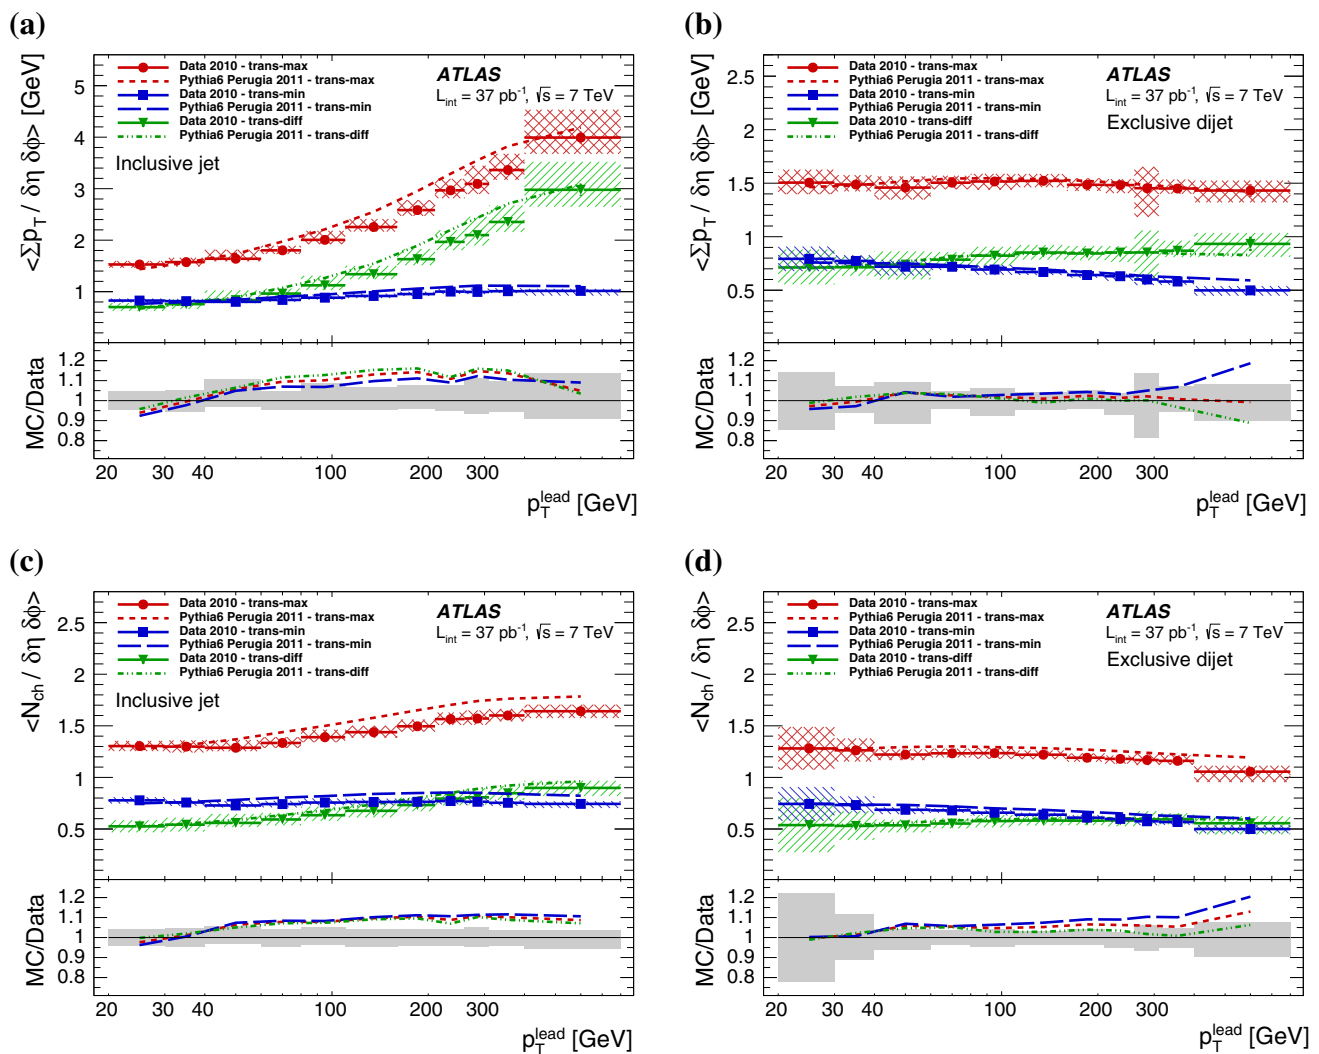 (a)
<Σp_T / δη δϕ> [GeV]
Data 2010 - trans-max
Pythia6 Perugia 2011 - trans-max
Data 2010 - trans-min
Pythia6 Perugia 2011 - trans-min
Data 2010 - trans-diff
Pythia6 Perugia 2011 - trans-diff
ATLAS
L_int = 37 pb⁻¹, √s = 7 TeV
Inclusive jet
5
4
3
2
1
MC/Data
1.2
1.1
1
0.9
0.8
20 30 40 100 200 300
p_T^lead [GeV]
(b)
<Σp_T / δη δϕ> [GeV]
Data 2010 - trans-max
Pythia6 Perugia 2011 - trans-max
Data 2010 - trans-min
Pythia6 Perugia 2011 - trans-min
Data 2010 - trans-diff
Pythia6 Perugia 2011 - trans-diff
ATLAS
L_int = 37 pb⁻¹, √s = 7 TeV
Exclusive dijet
2.5
2
1.5
1
0.5
MC/Data
1.2
1.1
1
0.9
0.8
20 30 40 100 200 300
p_T^lead [GeV]
(c)
<N_ch / δη δϕ>
Data 2010 - trans-max
Pythia6 Perugia 2011 - trans-max
Data 2010 - trans-min
Pythia6 Perugia 2011 - trans-min
Data 2010 - trans-diff
Pythia6 Perugia 2011 - trans-diff
ATLAS
L_int = 37 pb⁻¹, √s = 7 TeV
Inclusive jet
2.5
2
1.5
1
0.5
MC/Data
1.2
1.1
1
0.9
0.8
20 30 40 100 200 300
p_T^lead [GeV]
(d)
<N_ch / δη δϕ>
Data 2010 - trans-max
Pythia6 Perugia 2011 - trans-max
Data 2010 - trans-min
Pythia6 Perugia 2011 - trans-min
Data 2010 - trans-diff
Pythia6 Perugia 2011 - trans-diff
ATLAS
L_int = 37 pb⁻¹, √s = 7 TeV
Exclusive dijet
2.5
2
1.5
1
0.5
MC/Data
1.2
1.1
1
0.9
0.8
20 30 40 100 200 300
p_T^lead [GeV]